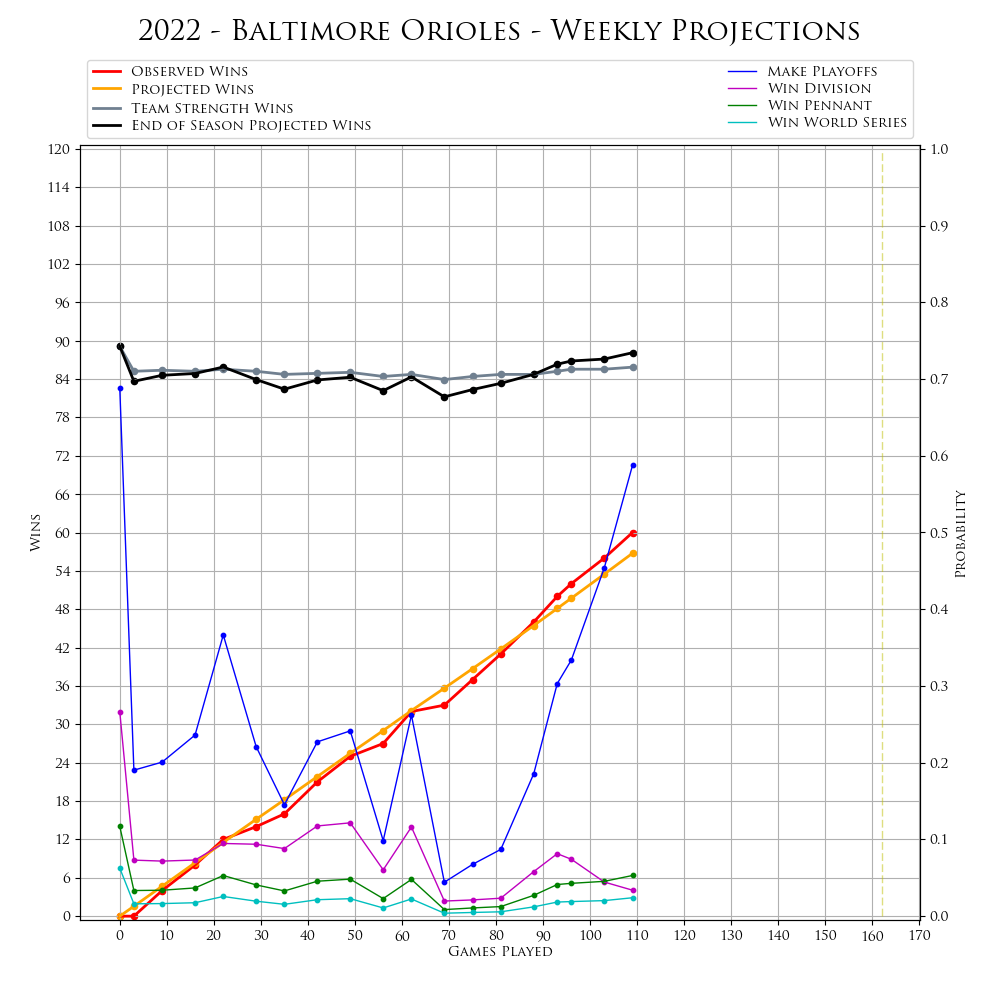 2022 - Baltimore Orioles - Weekly Projections
Observed Wins
Projected Wins
Team Strength Wins
End of Season Projected Wins
Make Playoffs
Win Division
Win Pennant
Win World Series
120
114
108
102
96
90
84
78
72
66
60
54
48
42
36
30
24
18
12
6
0
Wins
1.0
0.9
0.8
0.7
0.6
0.5
0.4
0.3
0.2
0.1
0.0
Probability
0 10 20 30 40 50 60 70 80 90 100 110 120 130 140 150 160 170
Games Played